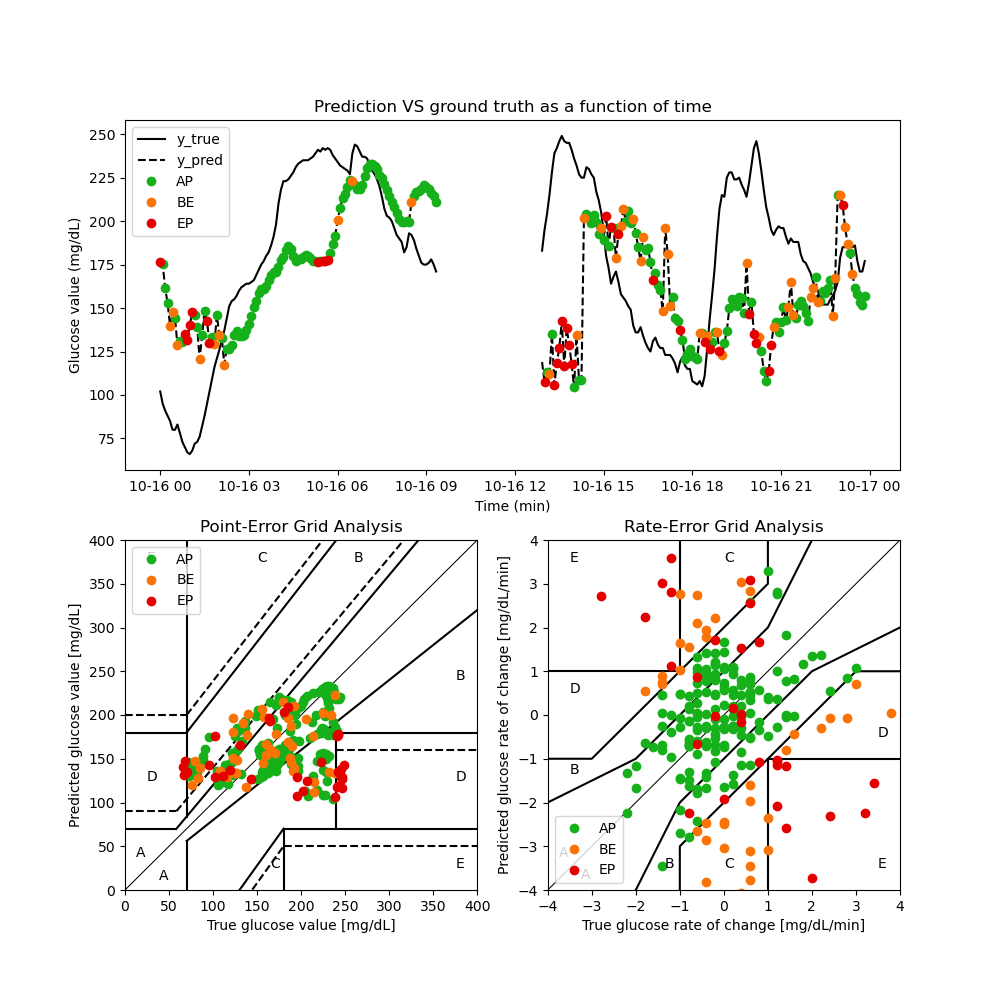 Prediction VS ground truth as a function of time
y_true
y_pred
AP
BE
EP
Glucose value (mg/dL)
250
225
200
175
150
125
100
75
10-16 00 10-16 03 10-16 06 10-16 09 10-16 12 10-16 15 10-16 18 10-16 21 10-17 00
Time (min)
Point-Error Grid Analysis
AP
BE
EP
C
B
B
D
D
A
A
C
E
Predicted glucose value [mg/dL]
400
350
300
250
200
150
100
50
0
0 50 100 150 200 250 300 350 400
True glucose value [mg/dL]
Rate-Error Grid Analysis
E
C
D
D
B
A
A
B
C
E
AP
BE
EP
Predicted glucose rate of change [mg/dL/min]
4
3
2
1
0
−1
−2
−3
−4
−4 −3 −2 −1 0 1 2 3 4
True glucose rate of change [mg/dL/min]